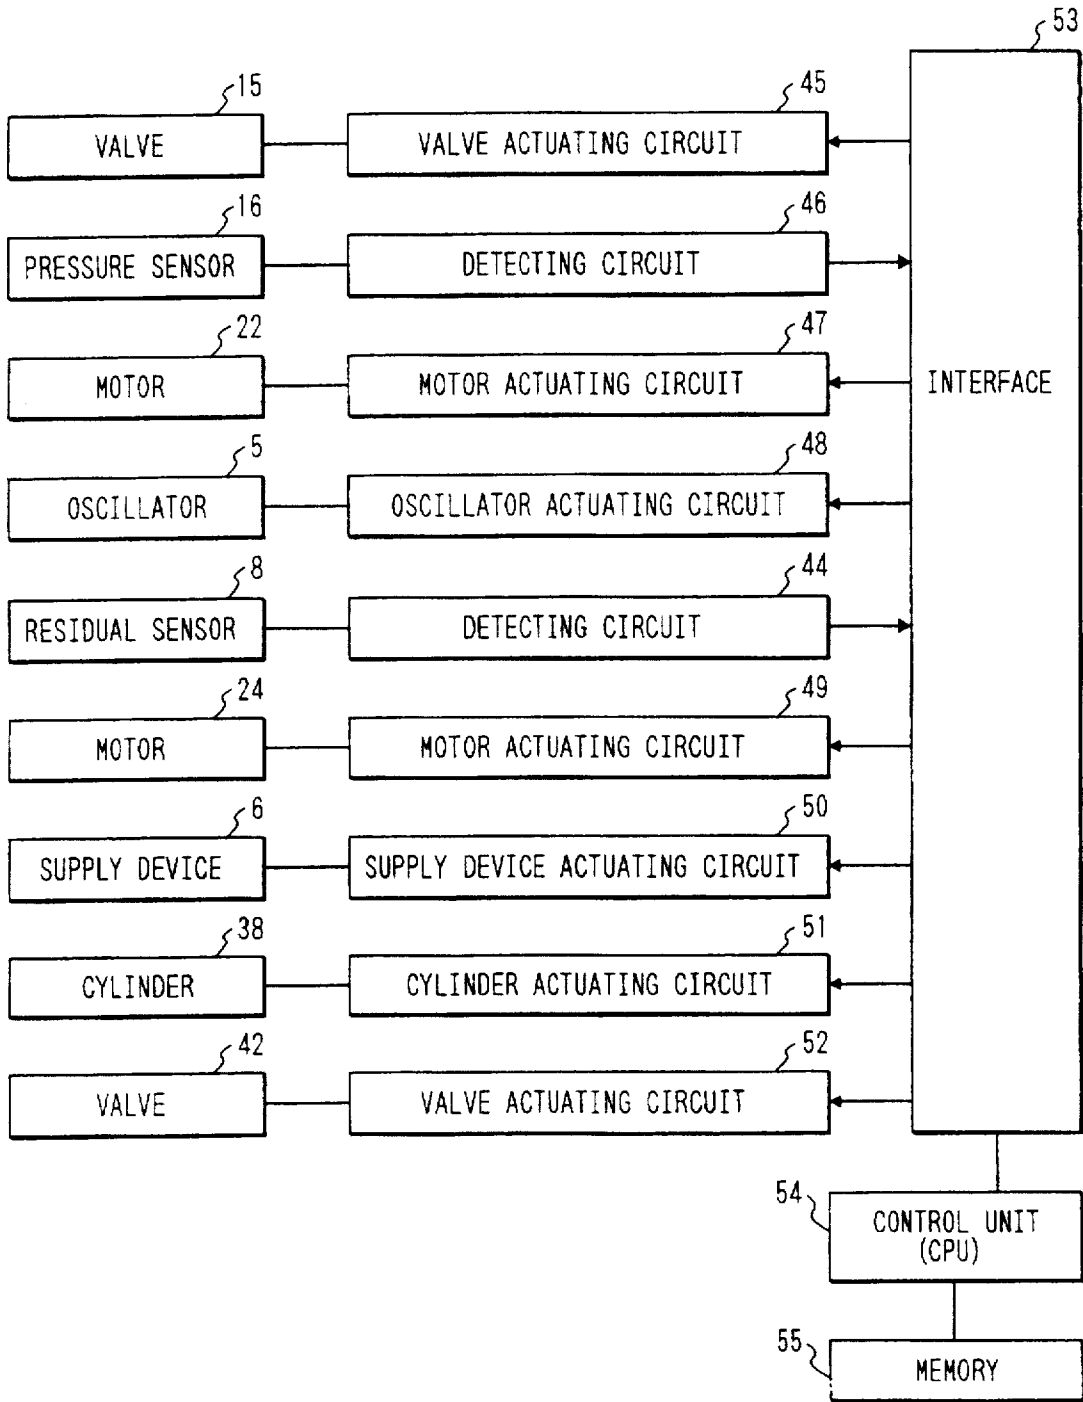 53
15
45
VALVE
VALVE ACTUATING CIRCUIT
16
46
PRESSURE SENSOR
DETECTING CIRCUIT
22
47
MOTOR
MOTOR ACTUATING CIRCUIT
INTERFACE
5
48
OSCILLATOR
OSCILLATOR ACTUATING CIRCUIT
8
44
RESIDUAL SENSOR
DETECTING CIRCUIT
24
49
MOTOR
MOTOR ACTUATING CIRCUIT
6
50
SUPPLY DEVICE
SUPPLY DEVICE ACTUATING CIRCUIT
38
51
CYLINDER
CYLINDER ACTUATING CIRCUIT
42
52
VALVE
VALVE ACTUATING CIRCUIT
54
CONTROL UNIT
(CPU)
55
MEMORY